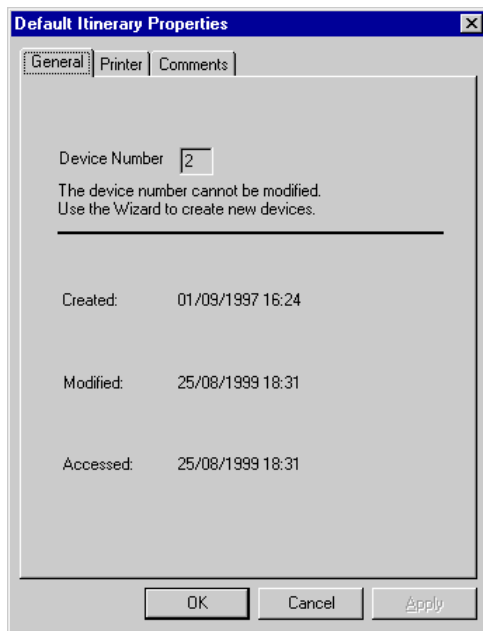 Default Itinerary Properties
General Printer Comments
Device Number 2
The device number cannot be modified.
Use the Wizard to create new devices.
Created: 01/09/1997 16:24
Modified: 25/08/1999 18:31
Accessed: 25/08/1999 18:31
OK Cancel Apply